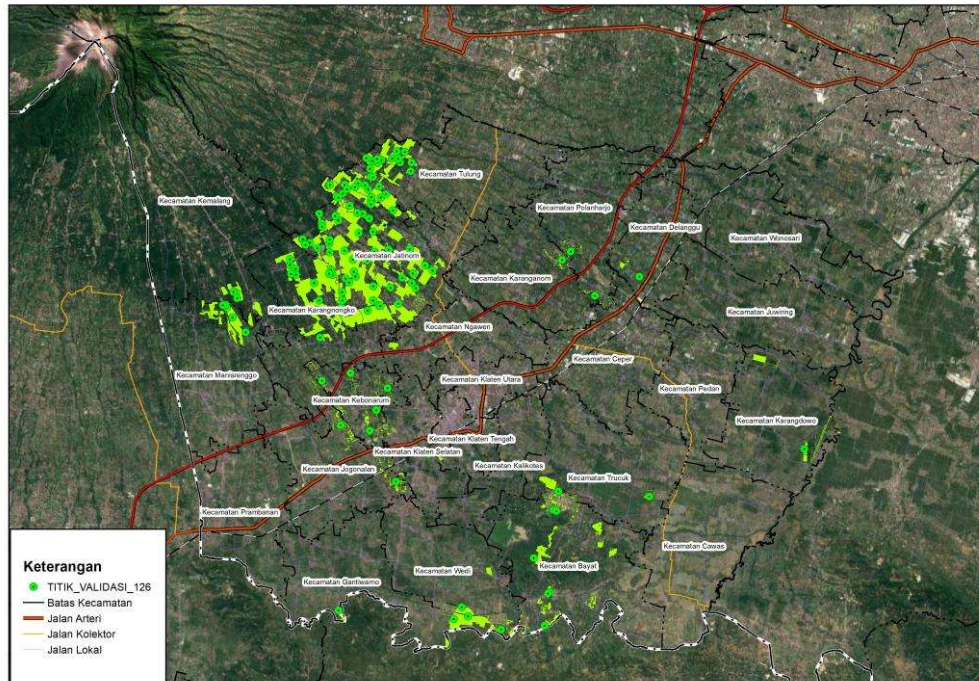 Kecamatan Tulung
Kecamatan Kemalang
Kecamatan Polanharjo
Kecamatan Delanggu
Kecamatan Wonosari
Kecamatan Jatinom
Kecamatan Karanganom
Kecamatan Karangnongko
Kecamatan Juwiring
Kecamatan Ngawen
Kecamatan Ceper
Kecamatan Manisrenggo
Kecamatan Klaten Utara
Kecamatan Pedan
Kecamatan Kebonarum
Kecamatan Karangdowo
Kecamatan Klaten Tengah
Kecamatan Klaten Selatan
Kecamatan Jogonalan
Kecamatan Kalikotes
Kecamatan Trucuk
Kecamatan Prambanan
Kecamatan Cawas
Kecamatan Wedi
Kecamatan Bayat
Kecamatan Gantiwarno
Keterangan
TITIK_VALIDASI_126
Batas Kecamatan
Jalan Arteri
Jalan Kolektor
Jalan Lokal